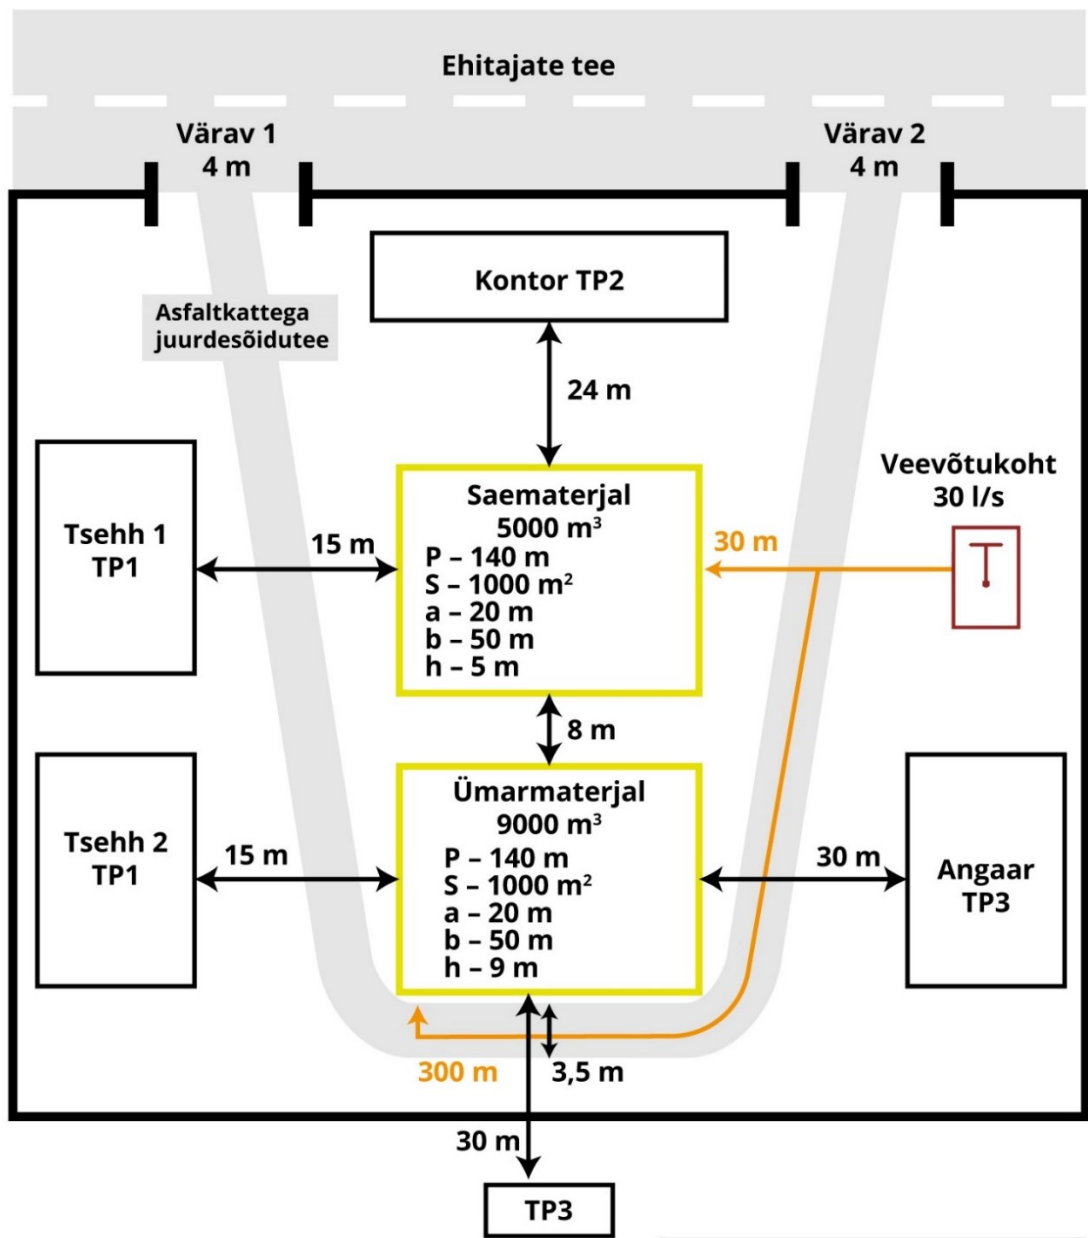 Ehitajate tee
Värav 1
4 m
Värav 2
4 m
Kontor TP2
Asfaltkattega
juurdesõidutee
24 m
Veevõtukoht
30 l/s
Tsehh 1
TP1
15 m
Saematerjal
5000 m³
P – 140 m
S – 1000 m²
a – 20 m
b – 50 m
h – 5 m
30 m
8 m
Tsehh 2
TP1
15 m
Ümarmaterjal
9000 m³
P – 140 m
S – 1000 m²
a – 20 m
b – 50 m
h – 9 m
30 m
Angaar
TP3
300 m
3,5 m
30 m
TP3